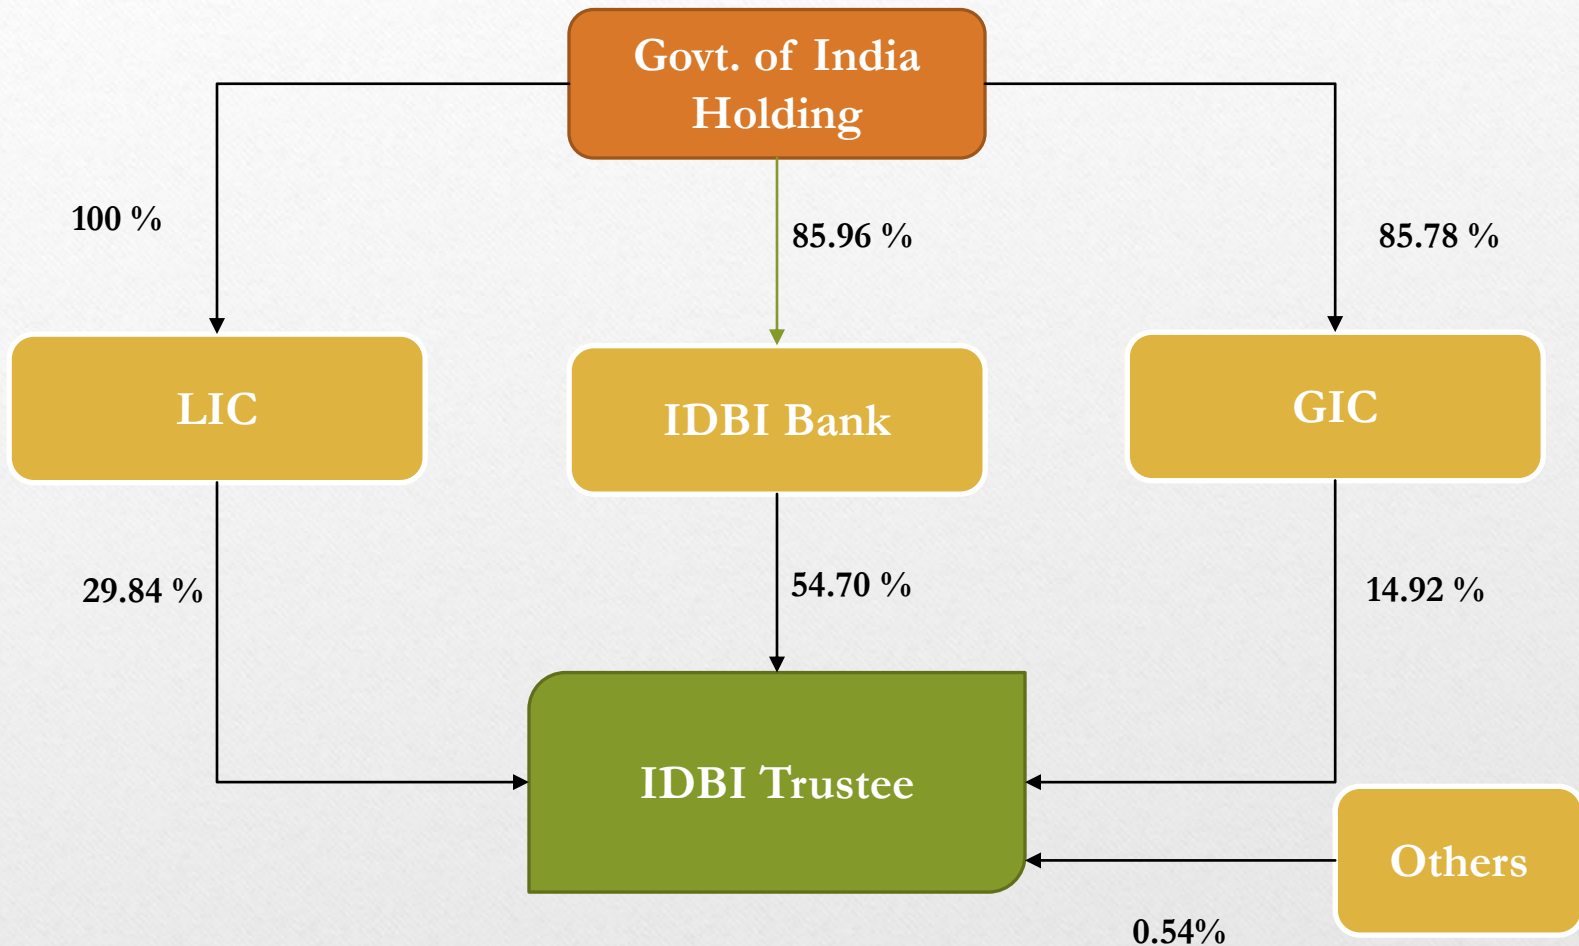 Govt. of India
Holding
100 %
85.96 %
85.78 %
LIC
IDBI Bank
GIC
29.84 %
54.70 %
14.92 %
IDBI Trustee
Others
0.54%